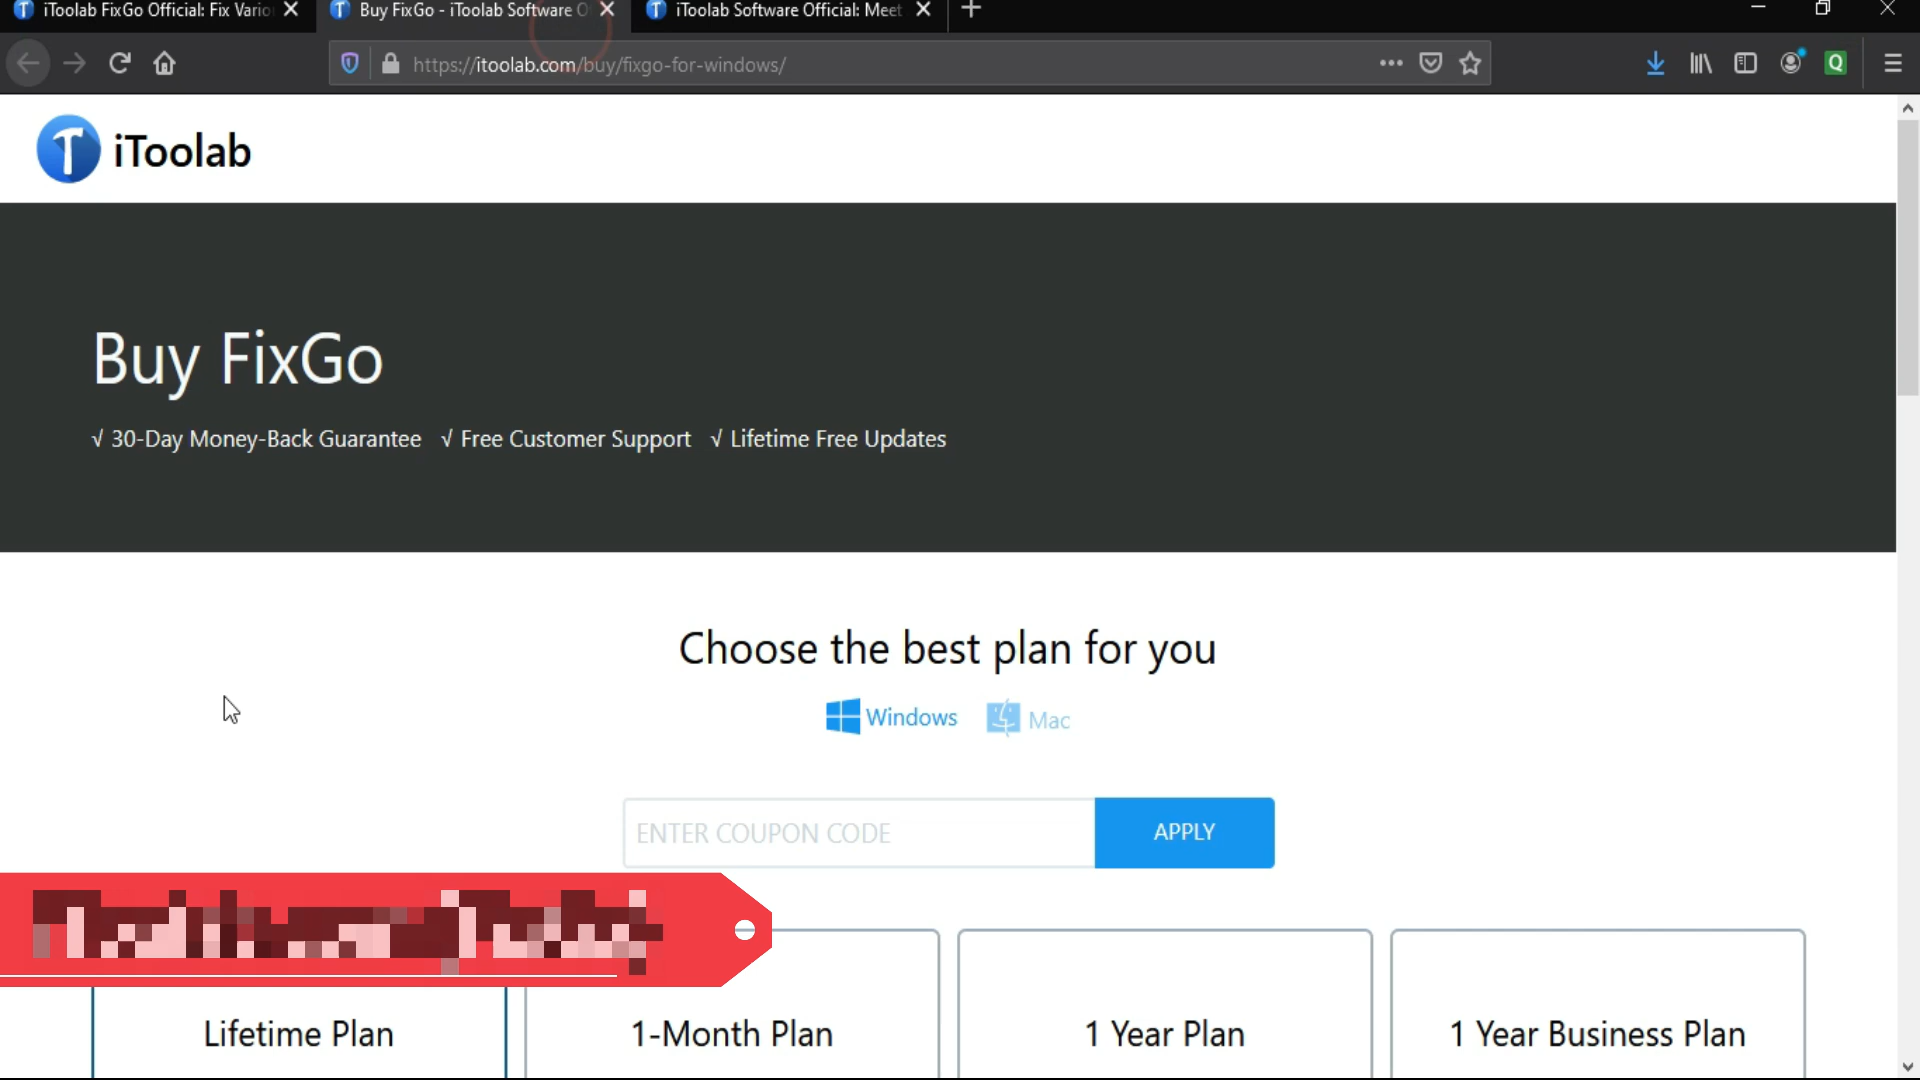 iToolab FixGo Official: Fix Vario
Buy FixGo - iToolab Software O
iToolab Software Official: Meet
https://itoolab.com/buy/fixgo-for-windows/
Q
iToolab
Buy FixGo
√ 30-Day Money-Back Guarantee √ Free Customer Support √ Lifetime Free Updates
Choose the best plan for you
Windows Mac
ENTER COUPON CODE APPLY
Lifetime Plan 1-Month Plan 1 Year Plan 1 Year Business Plan